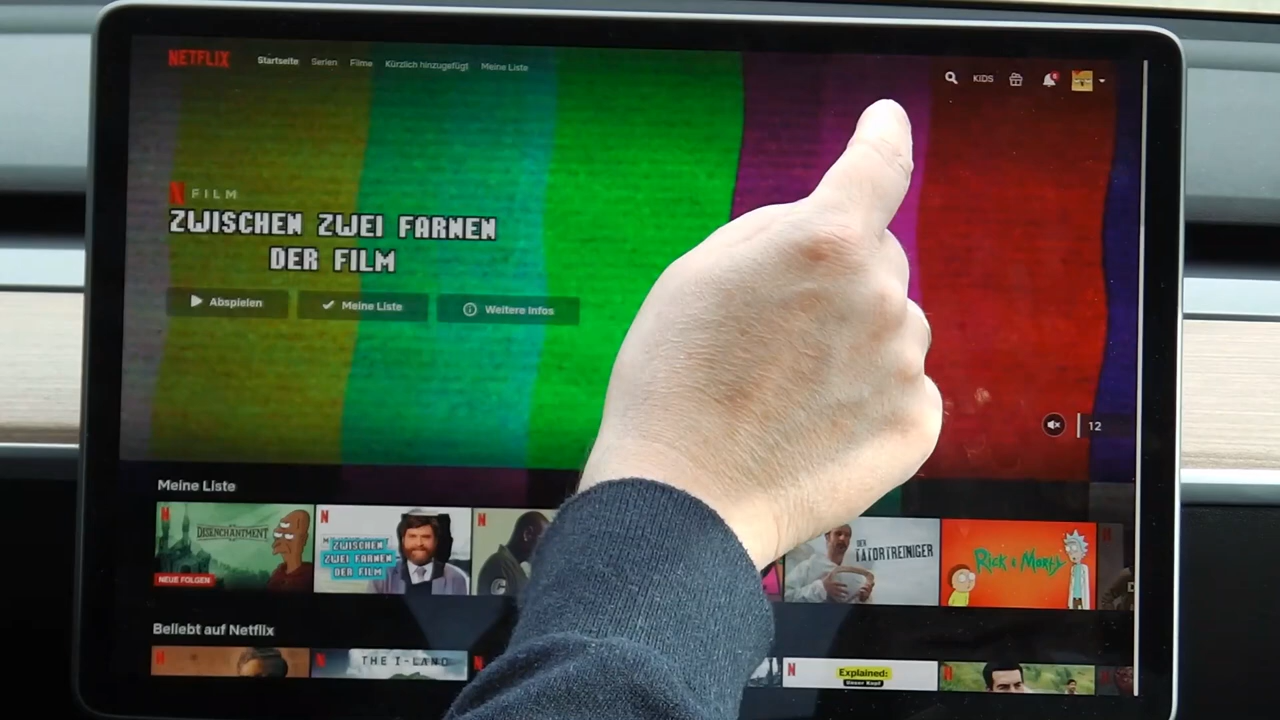 NETFLIX Startseite Serien Filme Kürzlich hinzugefügt Meine Liste
KIDS
FILM
ZWISCHEN ZWEI FARNEN
DER FILM
Abspielen Meine Liste Weitere Infos
12
Meine Liste
DISENCHANTMENT
NEUE FOLGEN
ZWISCHEN
ZWEI FARNEN
DER FILM
DER
TATORTREINIGER
RICK & MORTY
Beliebt auf Netflix
THE I-LAND
Explained:
Unser Kopf